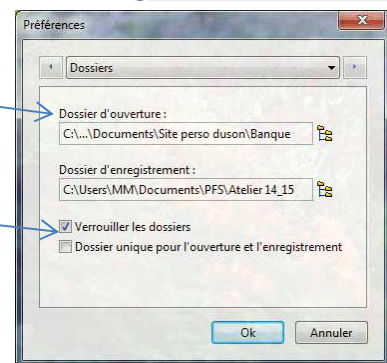 Préférences
Dossiers
Dossier d'ouverture :
C:\...\Documents\Site perso duson\Banque
Dossier d'enregistrement :
C:\Users\MM\Documents\PFS\Atelier 14_15
Verrouiller les dossiers
Dossier unique pour l'ouverture et l'enregistrement
Ok
Annuler